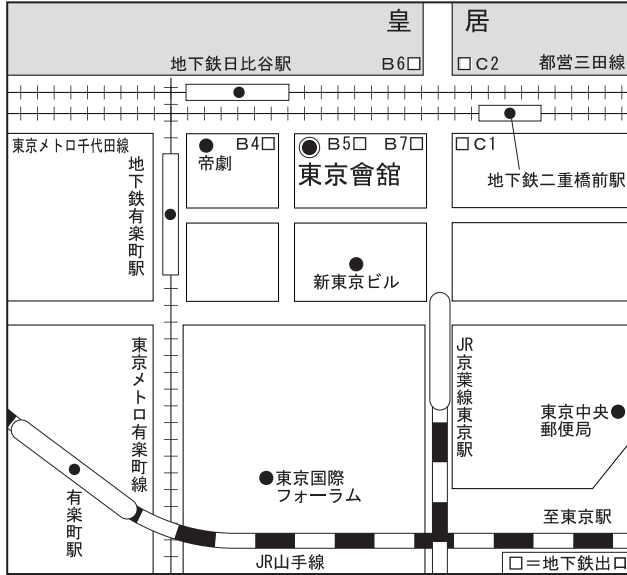 皇居
地下鉄日比谷駅
B6□
□C2
都営三田線
東京メトロ千代田線
帝劇
B4□
B5□
B7□
□C1
東京會舘
地下鉄二重橋前駅
地下鉄有楽町駅
新東京ビル
東京メトロ有楽町線
JR京葉線東京駅
東京中央
郵便局
東京国際
フォーラム
有楽町駅
至東京駅
JR山手線
□=地下鉄出口